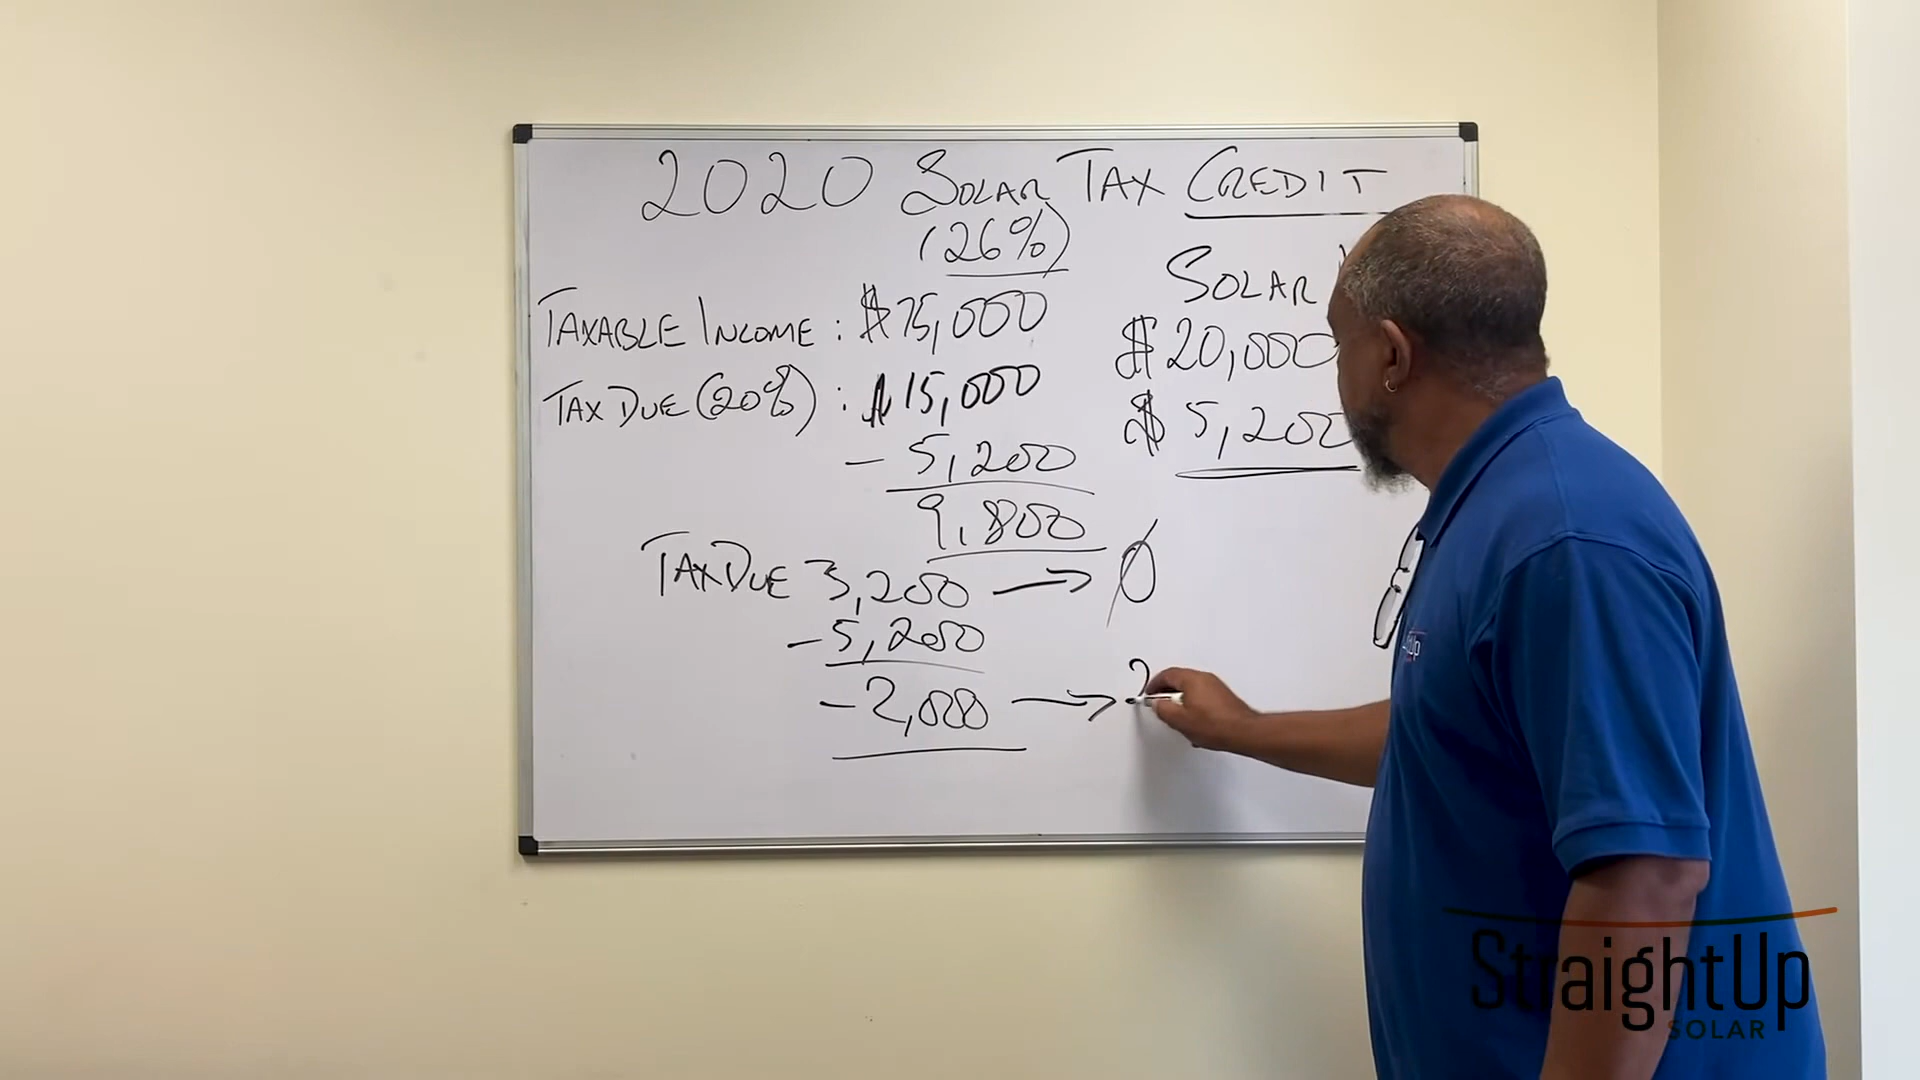 2020 SOLAR TAX CREDIT
(26%)
SOLAR
TAXABLE INCOME : $75,000
$20,000
TAX DUE (20%) : $15,000
$ 5,200
- 5,200
9,800
TAX DUE 3,200 → 0
- 5,200
- 2,000 → 2
StraightUp
SOLAR